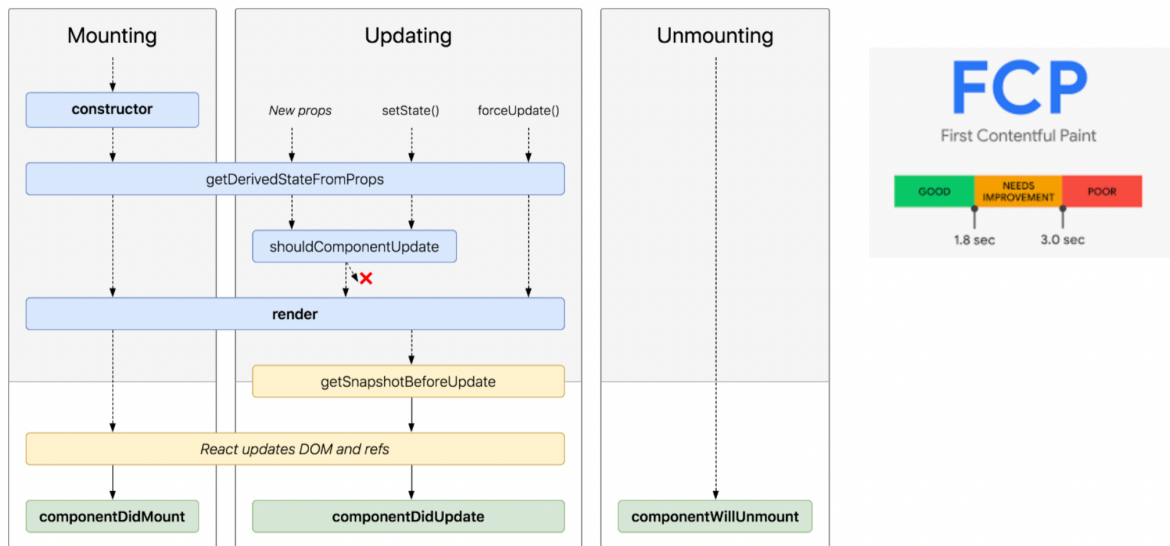 Mounting
Updating
Unmounting
constructor
New props
setState()
forceUpdate()
getDerivedStateFromProps
shouldComponentUpdate
render
getSnapshotBeforeUpdate
React updates DOM and refs
componentDidMount
componentDidUpdate
componentWillUnmount
FCP
First Contentful Paint
GOOD
NEEDS
IMPROVEMENT
POOR
1.8 sec
3.0 sec